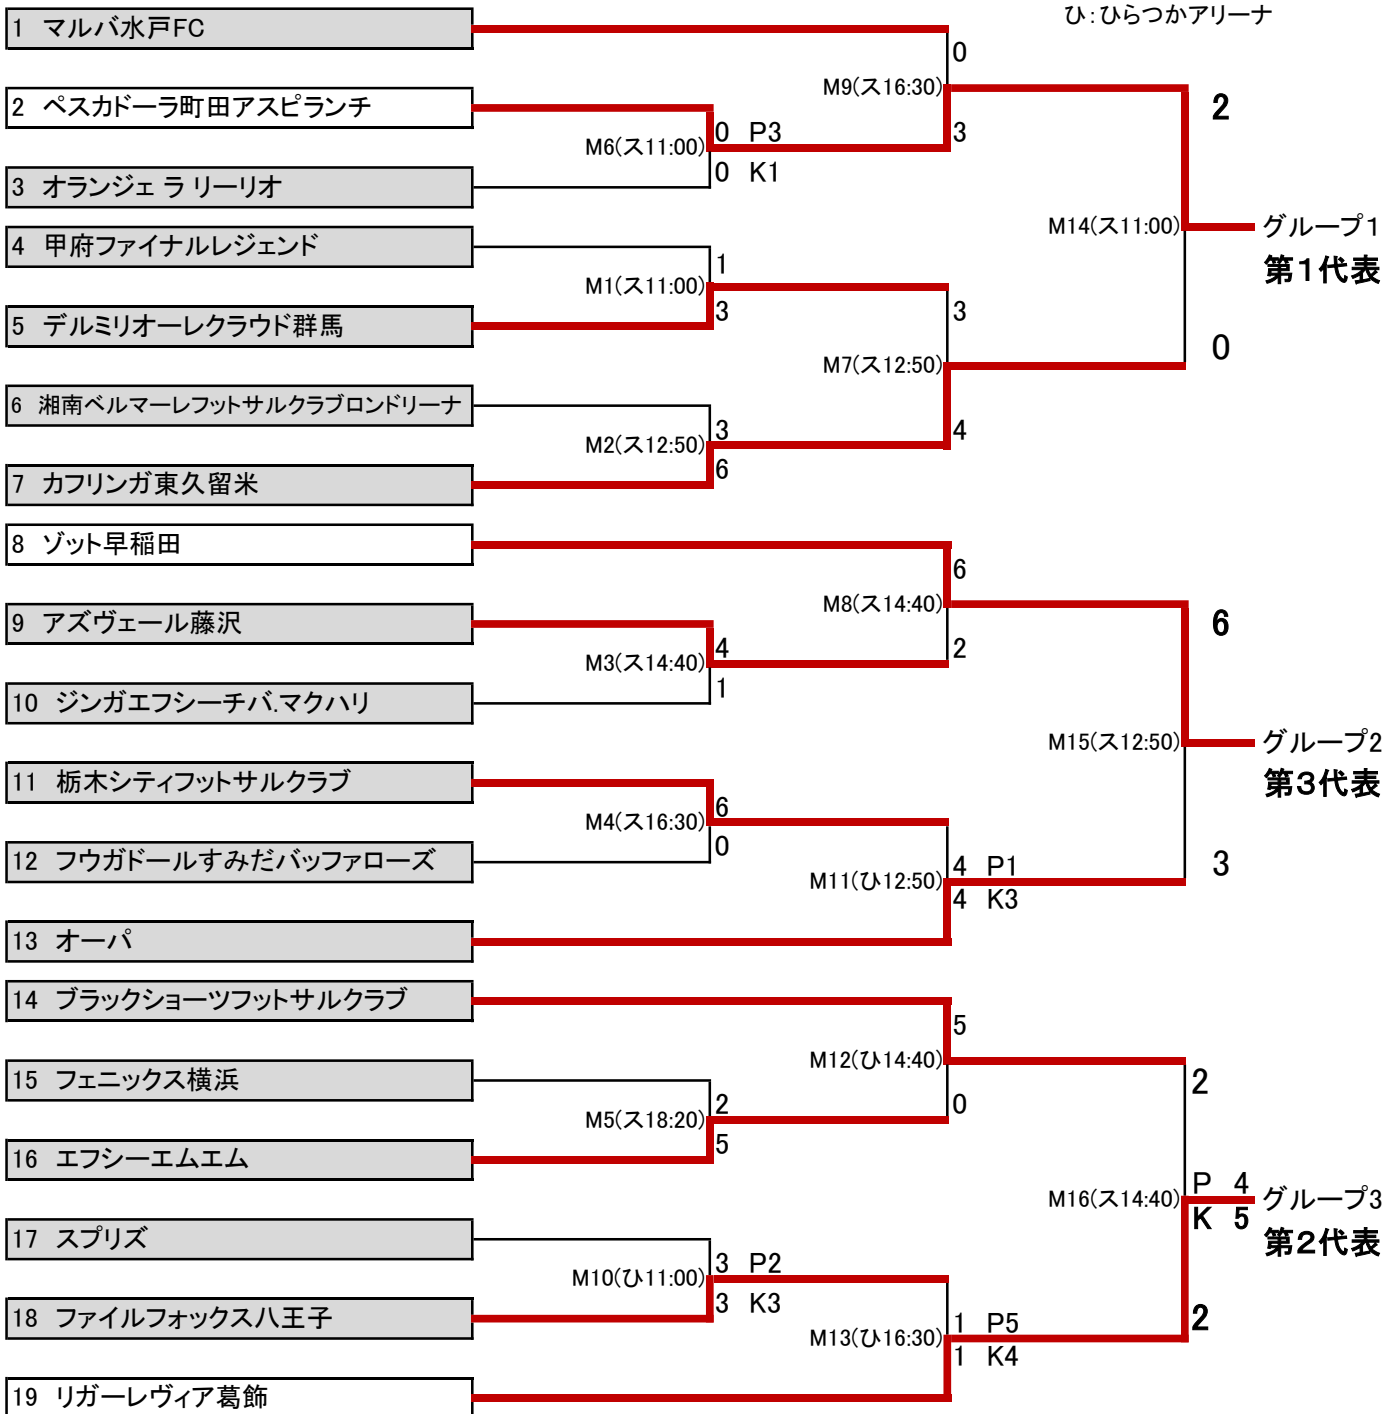 ひ：ひらつかアリーナ
1 マルバ水戸FC
0
M9(ス16:30)
2 ペスカドーラ町田アスピランチ
2
0 P3
3
M6(ス11:00)
0 K1
3 オランジェ ラ リーリオ
M14(ス11:00)
グループ1
第1代表
4 甲府ファイナルレジェンド
1
M1(ス11:00)
3
3
5 デルミリオーレクラウド群馬
0
M7(ス12:50)
6 湘南ベルマーレフットサルクラブロンドリーナ
3
4
M2(ス12:50)
6
7 カフリンガ東久留米
8 ゾット早稲田
6
M8(ス14:40)
9 アズヴェール藤沢
6
4
2
M3(ス14:40)
1
10 ジンガエフシーチバ.マクハリ
M15(ス12:50)
グループ2
第3代表
11 栃木シティフットサルクラブ
6
M4(ス16:30)
0
12 フウガドールすみだバッファローズ
4 P1
3
M11(ひ12:50)
4 K3
13 オーパ
14 ブラックショーツフットサルクラブ
5
M12(ひ14:40)
15 フェニックス横浜
2
2
0
M5(ス18:20)
5
16 エフシーエムエム
P 4
M16(ス14:40)
グループ3
K 5
第2代表
17 スプリズ
3 P2
M10(ひ11:00)
3 K3
18 ファイルフォックス八王子
2
1 P5
M13(ひ16:30)
1 K4
19 リガーレヴィア葛飾